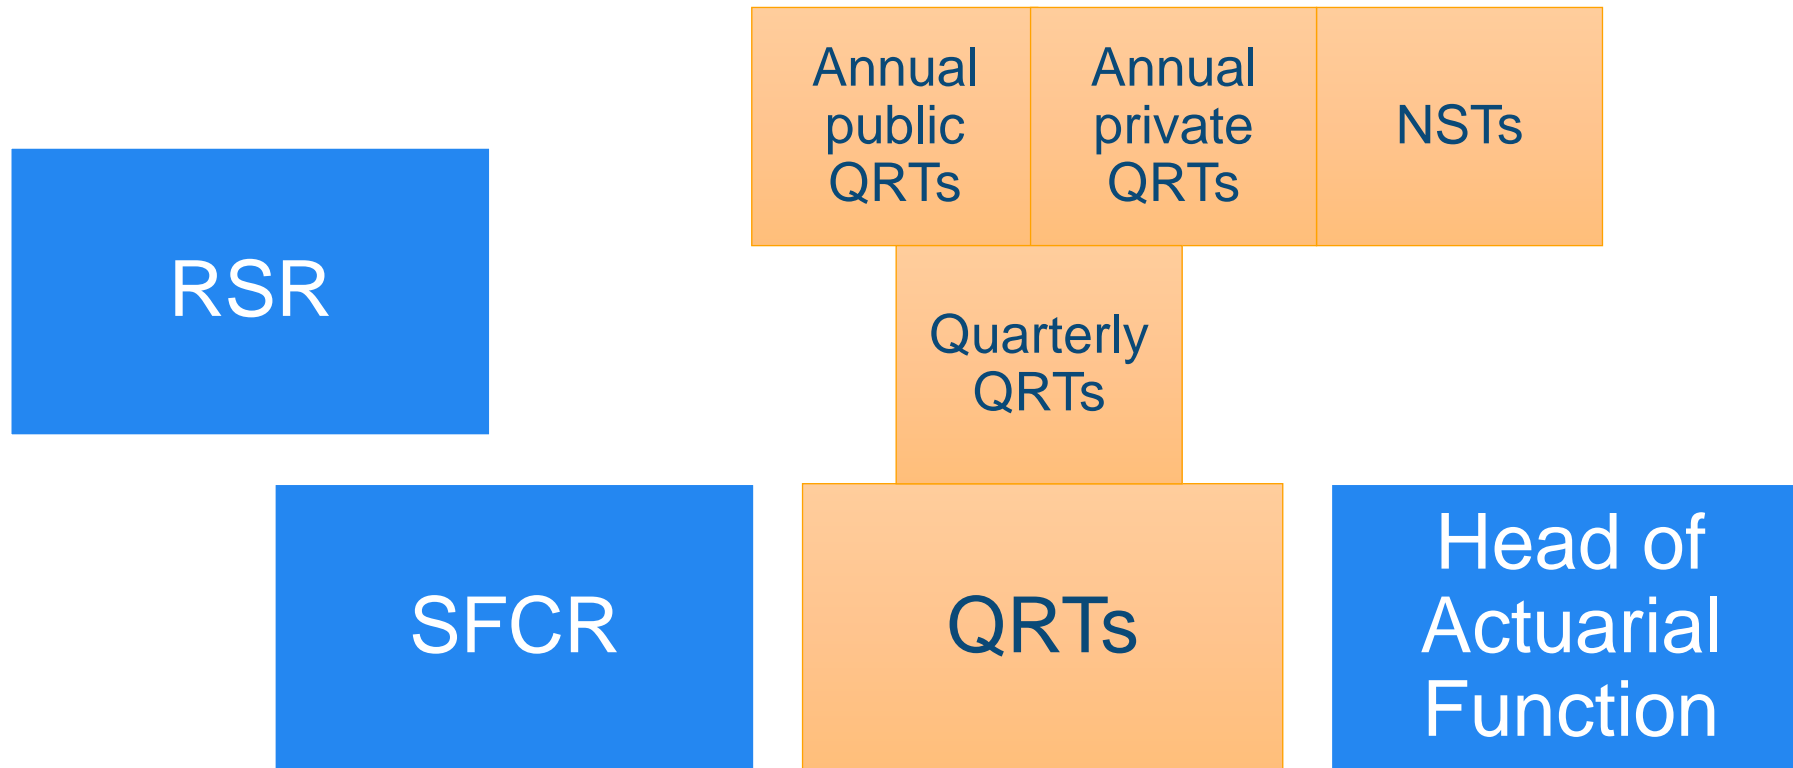 Annual
public
QRTs
Annual
private
QRTs
NSTs
RSR
Quarterly
QRTs
SFCR
QRTs
Head of
Actuarial
Function